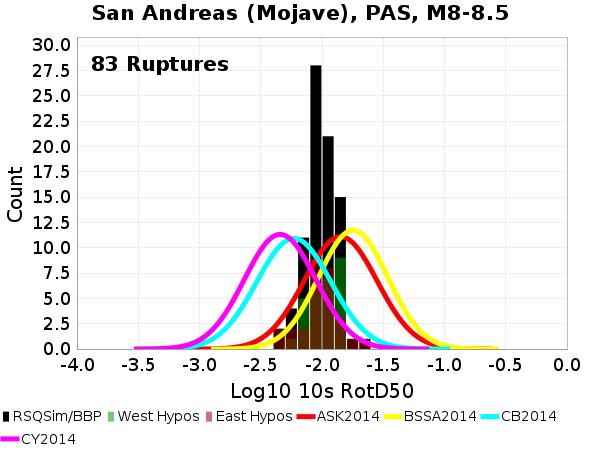 San Andreas (Mojave), PAS, M8-8.5
83 Ruptures
30.0
27.5
25.0
22.5
20.0
17.5
15.0
12.5
10.0
7.5
5.0
2.5
0.0
Count
-4.0 -3.5 -3.0 -2.5 -2.0 -1.5 -1.0 -0.5 0.0
Log10 10s RotD50
RSQSim/BBP West Hypos East Hypos ASK2014 BSSA2014 CB2014
CY2014